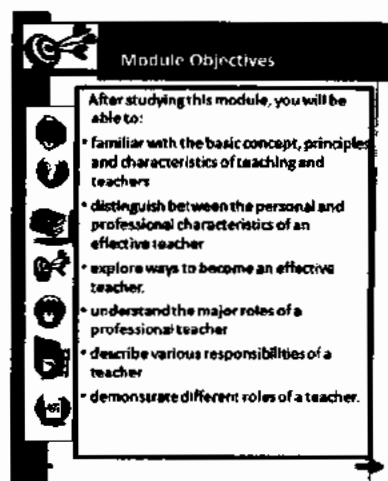 Module Objectives
After studying this module, you will be
able to:
• familiar with the basic concept, principles
and characteristics of teaching and
teachers
• distinguish between the personal and
professional characteristics of an
effective teacher
• explore ways to become an effective
teacher.
• understand the major roles of a
professional teacher
• describe various responsibilities of a
teacher
• demonstrate different roles of a teacher.